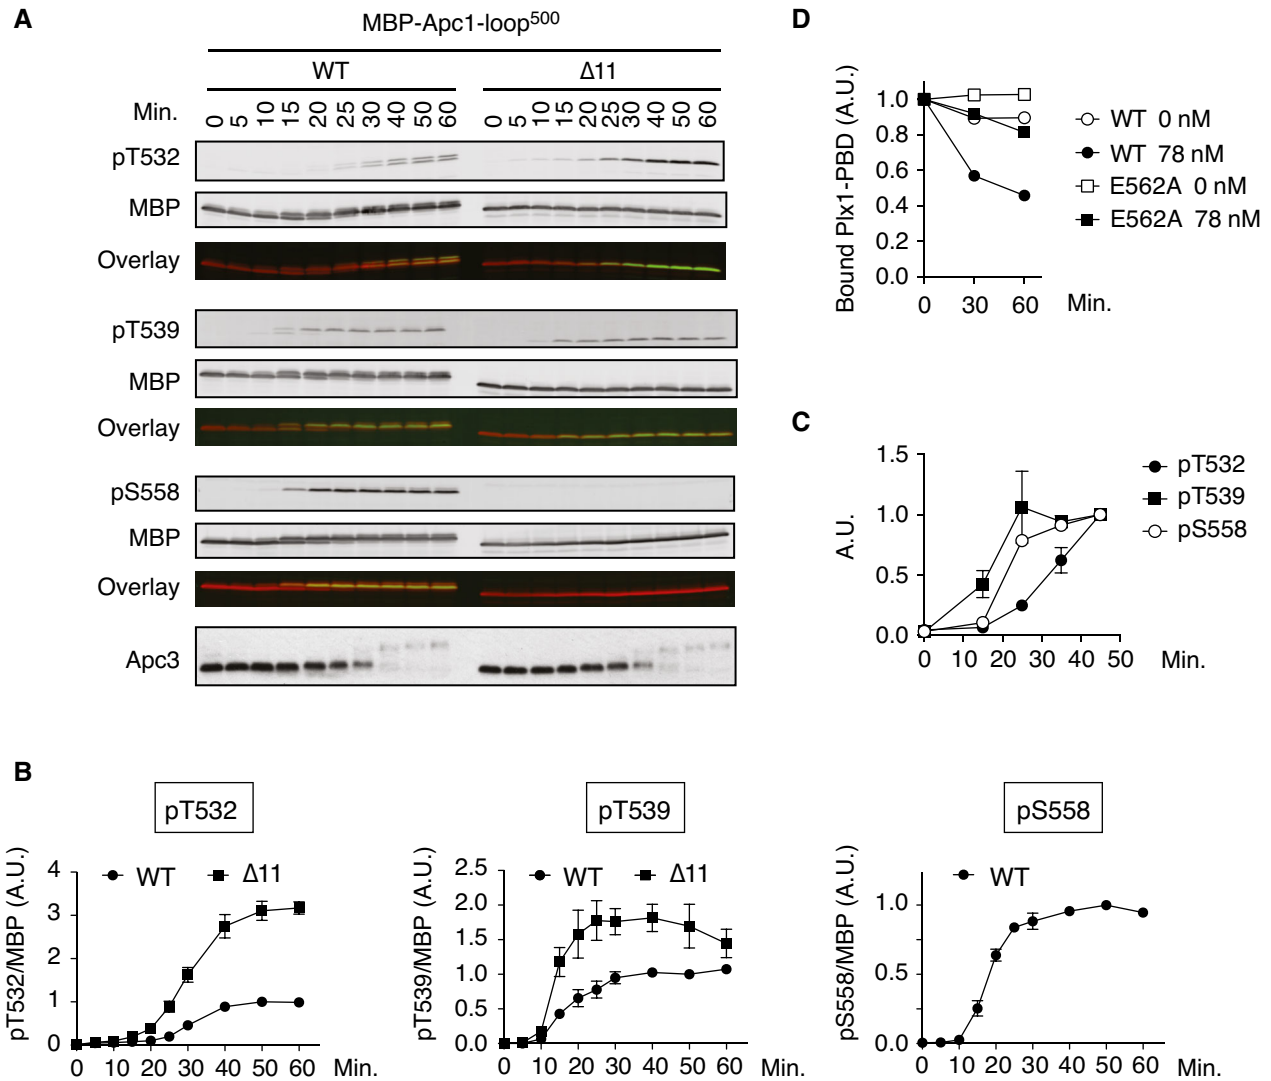 A
MBP-Apc1-loop500
WT Δ11
Min. 0 5 10 15 20 25 30 40 50 60 0 5 10 15 20 25 30 40 50 60
pT532
MBP
Overlay
pT539
MBP
Overlay
pS558
MBP
Overlay
Apc3
D
Bound Plx1-PBD (A.U.)
1.0
0.8
0.6
0.4
0.2
0.0
0 30 60 Min.
WT 0 nM
WT 78 nM
E562A 0 nM
E562A 78 nM
C
A.U.
1.5
1.0
0.5
0.0
0 10 20 30 40 50 Min.
pT532
pT539
pS558
B
pT532
pT532/MBP (A.U.)
WT Δ11
4
3
2
1
0
0 10 20 30 40 50 60 Min.
pT539
pT539/MBP (A.U.)
WT Δ11
2.5
2.0
1.5
1.0
0.5
0.0
0 10 20 30 40 50 60 Min.
pS558
pS558/MBP (A.U.)
WT
1.0
0.5
0.0
0 10 20 30 40 50 60 Min.